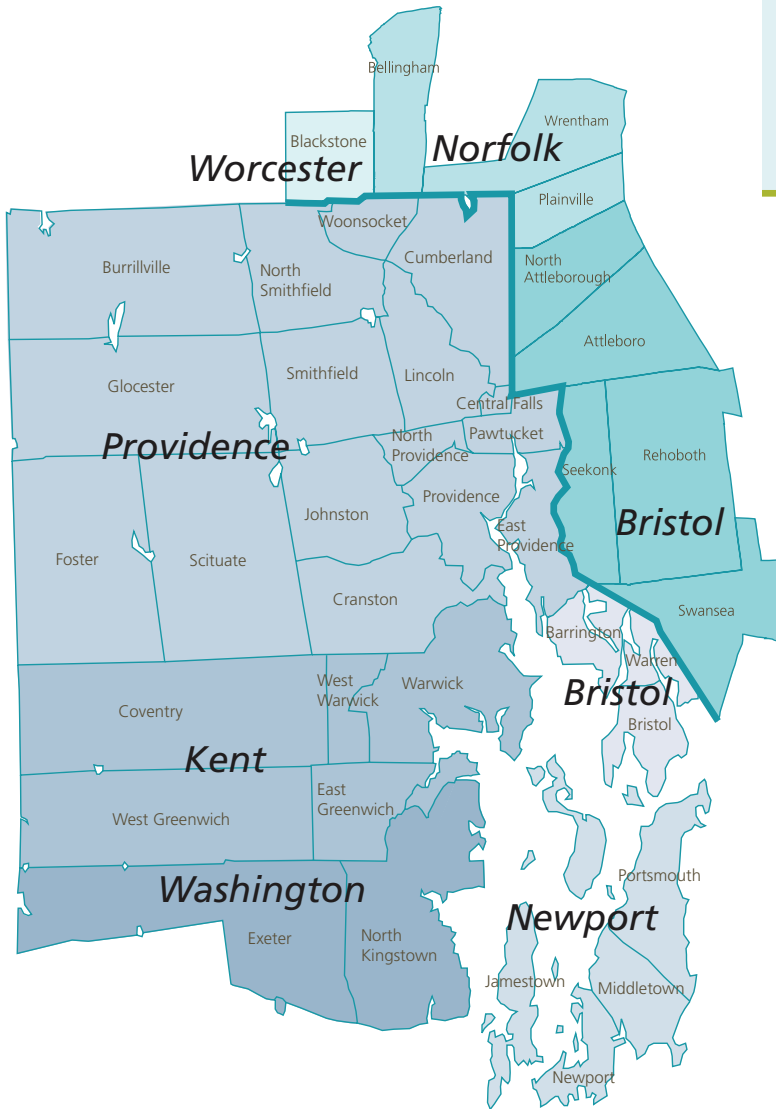 Bellingham
Wrentham
Blackstone
Norfolk
Worcester
Plainville
Woonsocket
Cumberland
Burrillville
North
Smithfield
North
Attleborough
Attleboro
Glocester
Smithfield
Lincoln
Central Falls
Providence
North
Providence
Pawtucket
Seekonk
Rehoboth
Providence
Johnston
East
Providence
Bristol
Foster
Scituate
Cranston
Swansea
Barrington
Warren
West
Warwick
Warwick
Bristol
Coventry
Bristol
Kent
East
Greenwich
West Greenwich
Portsmouth
Washington
Newport
Exeter
North
Kingstown
Jamestown
Middletown
Newport